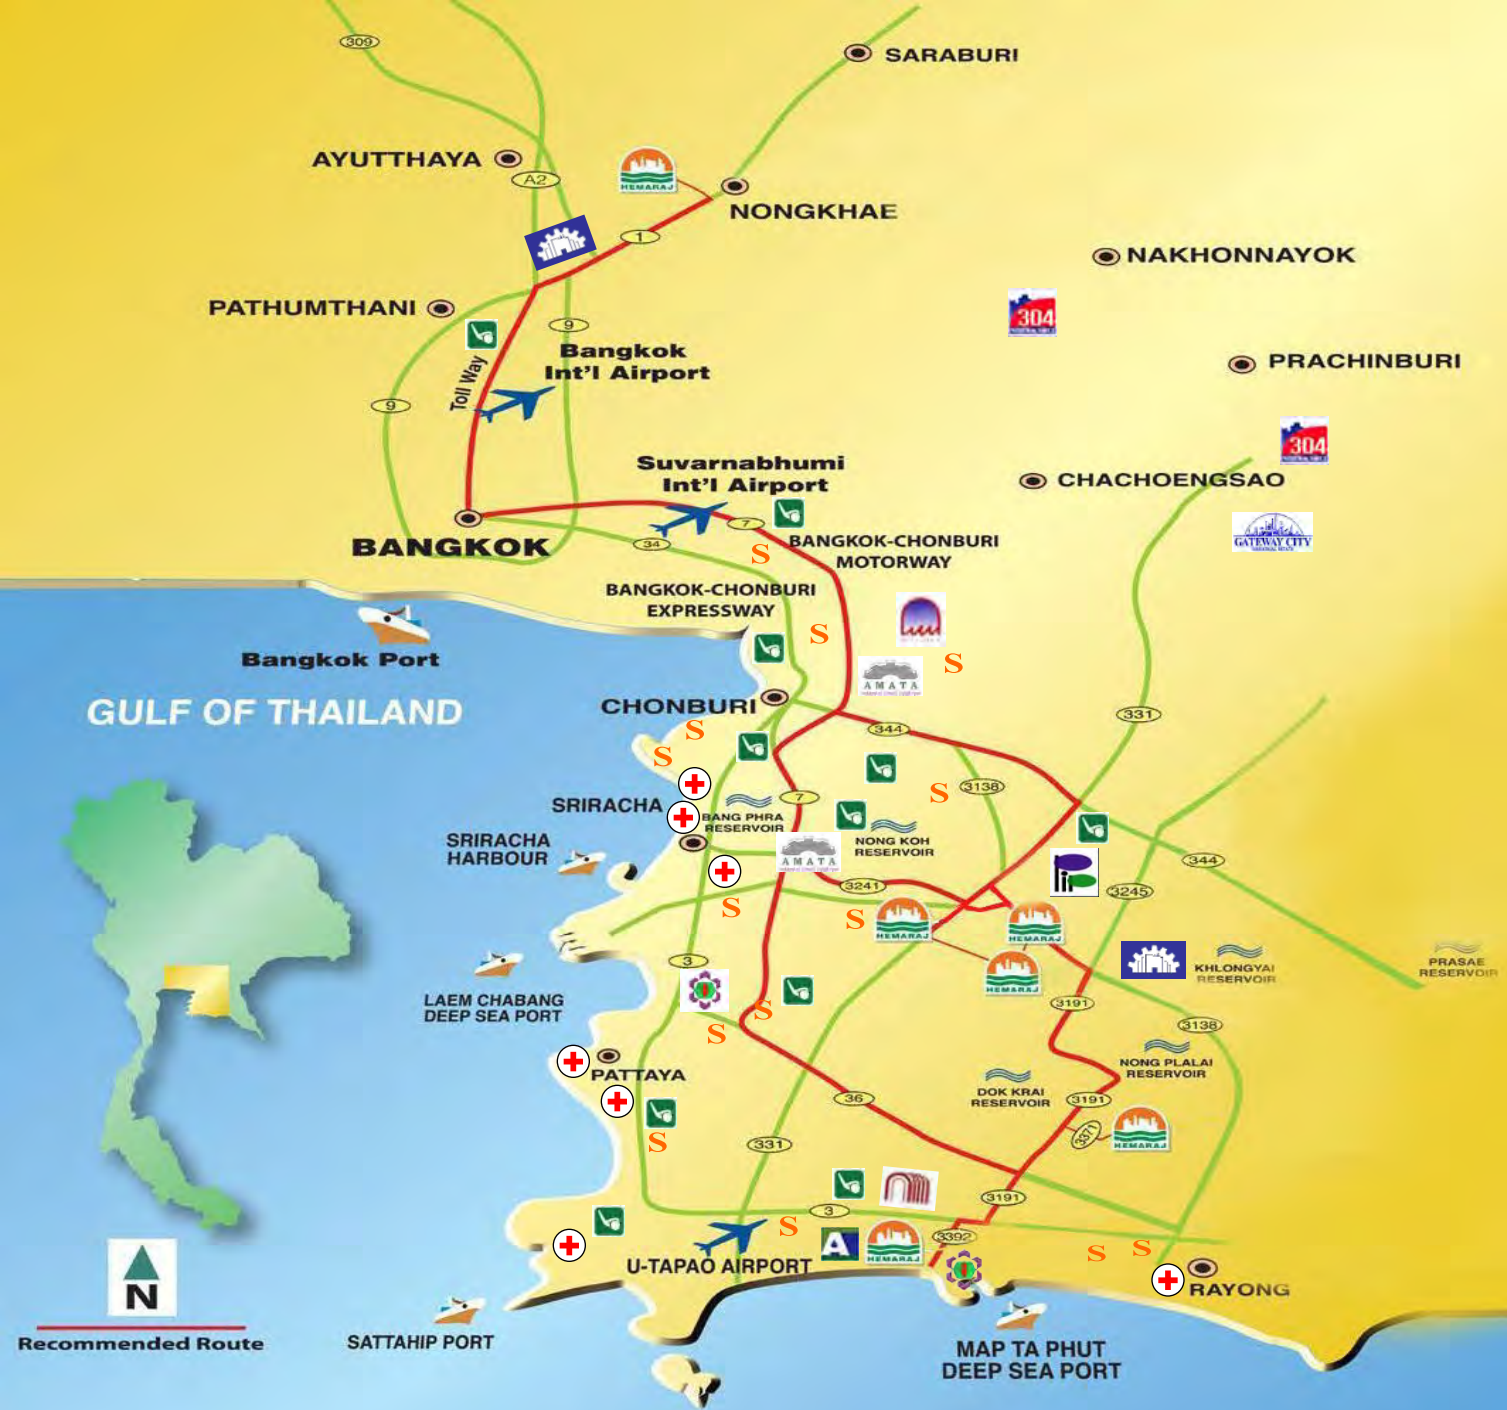 309
SARABURI
AYUTTHAYA
A2
HEMARAJ
NONGKHAE
1
NAKHONNAYOK
PATHUMTHANI
304
9
Bangkok
Int'l Airport
PRACHINBURI
Toll Way
9
304
Suvarnabhumi
Int'l Airport
CHACHOENGSAO
7
GATEWAY CITY
BANGKOK
34
S
BANGKOK-CHONBURI
MOTORWAY
BANGKOK-CHONBURI
EXPRESSWAY
S
Bangkok Port
S
AMATA
GULF OF THAILAND
CHONBURI
331
S
344
S
S
3138
7
SRIRACHA
BANG PHRA
RESERVOIR
SRIRACHA
HARBOUR
NONG KOH
RESERVOIR
AMATA
344
3241
3245
S
S
HEMARAJ
HEMARAJ
HEMARAJ
3
KHLONGYAI
RESERVOIR
PRASAE
RESERVOIR
LAEM CHABANG
DEEP SEA PORT
S
S
3191
3138
PATTAYA
NONG PLALAI
RESERVOIR
DOK KRAI
RESERVOIR
36
3191
3371
HEMARAJ
S
331
3191
3
S
A
HEMARAJ
3392
S
S
U-TAPAO AIRPORT
RAYONG
N
Recommended Route
SATTAHIP PORT
MAP TA PHUT
DEEP SEA PORT